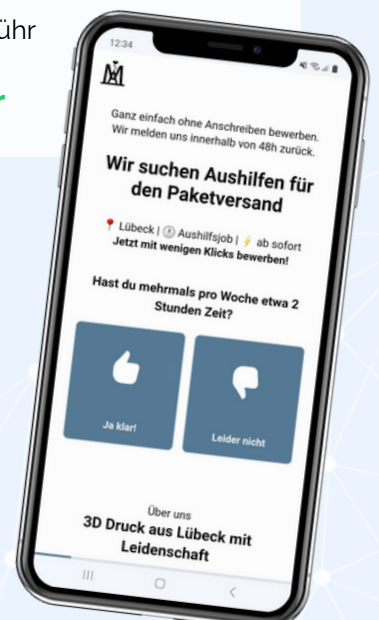 ühr
12:34
Ganz einfach ohne Anschreiben bewerben.
Wir melden uns innerhalb von 48h zurück.
Wir suchen Aushilfen für
den Paketversand
📍 Lübeck | 🕐 Aushilfsjob | ⚡ ab sofort
Jetzt mit wenigen Klicks bewerben!
Hast du mehrmals pro Woche etwa 2
Stunden Zeit?
Ja klar!
Leider nicht
Über uns
3D Druck aus Lübeck mit
Leidenschaft